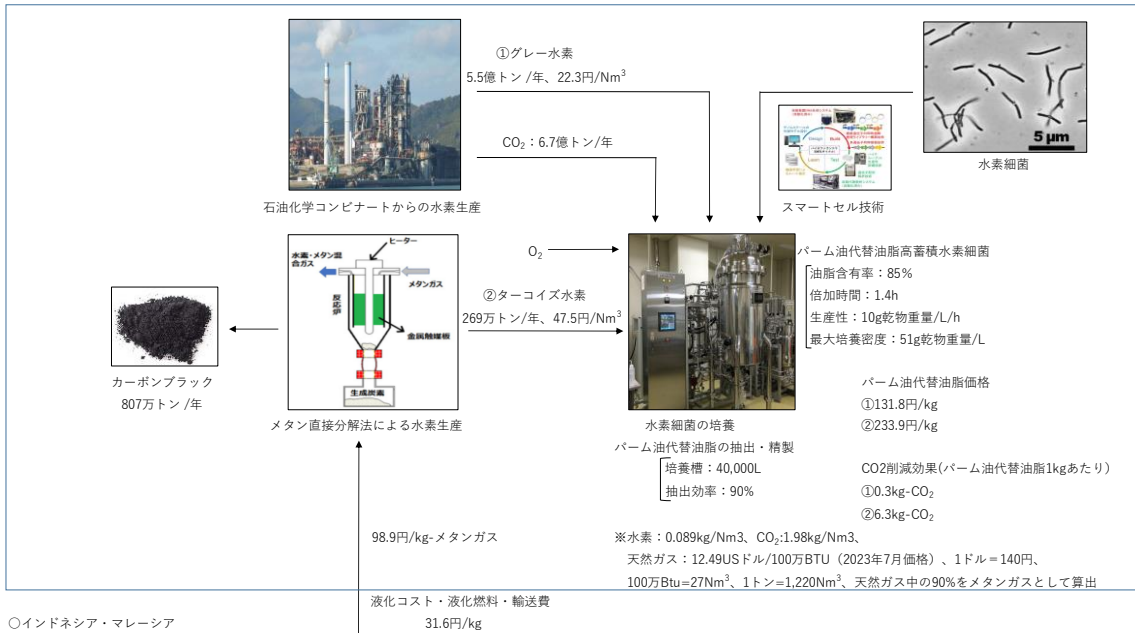 ①グレー水素
5.5億トン /年、22.3円/Nm³
CO₂：6.7億トン/年
石油化学コンビナートからの水素生産
5 µm
水素細菌
Design
Build
Learn
Test
スマートセル技術
ヒーター
水素・メタン混合ガス
メタンガス
反応炉
金属触媒板
生成炭素
メタン直接分解法による水素生産
カーボンブラック
807万トン /年
O₂
②ターコイズ水素
269万トン/年、47.5円/Nm³
水素細菌の培養
パーム油代替油脂の抽出・精製
培養槽：40,000L
抽出効率：90%
パーム油代替油脂高蓄積水素細菌
油脂含有率：85%
倍加時間：1.4h
生産性：10g乾物重量/L/h
最大培養密度：51g乾物重量/L
パーム油代替油脂価格
①131.8円/kg
②233.9円/kg
CO2削減効果(パーム油代替油脂1kgあたり)
①0.3kg-CO₂
②6.3kg-CO₂
98.9円/kg-メタンガス
※水素：0.089kg/Nm3、CO₂:1.98kg/Nm3、
天然ガス：12.49USドル/100万BTU（2023年7月価格）、1ドル＝140円、
100万Btu=27Nm³、1トン=1,220Nm³、天然ガス中の90%をメタンガスとして算出
液化コスト・液化燃料・輸送費
31.6円/kg
○インドネシア・マレーシア